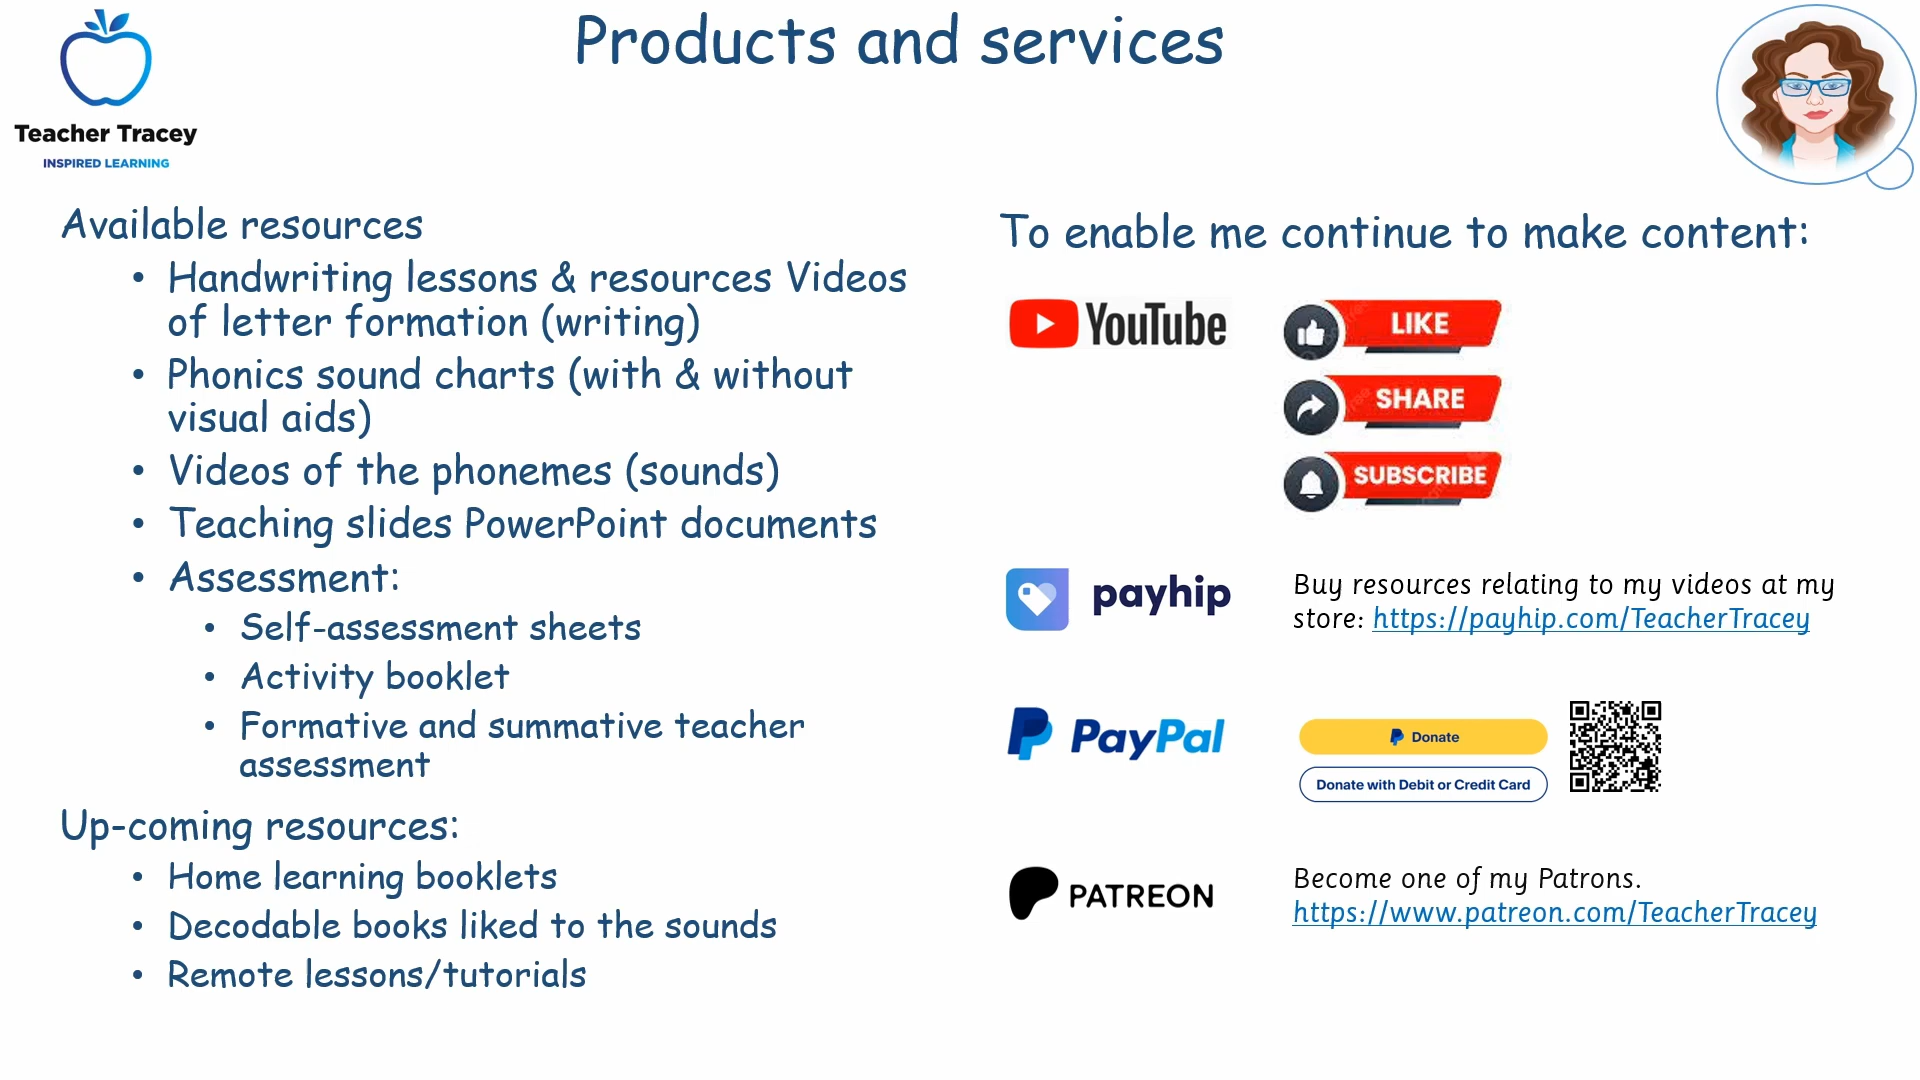 Products and services
Teacher Tracey
INSPIRED LEARNING
Available resources
• Handwriting lessons & resources Videos
of letter formation (writing)
• Phonics sound charts (with & without
visual aids)
• Videos of the phonemes (sounds)
• Teaching slides PowerPoint documents
• Assessment:
• Self-assessment sheets
• Activity booklet
• Formative and summative teacher
assessment
Up-coming resources:
• Home learning booklets
• Decodable books liked to the sounds
• Remote lessons/tutorials
To enable me continue to make content:
YouTube
LIKE
SHARE
SUBSCRIBE
payhip
Buy resources relating to my videos at my
store: https://payhip.com/TeacherTracey
PayPal
Donate
Donate with Debit or Credit Card
PATREON
Become one of my Patrons.
https://www.patreon.com/TeacherTracey